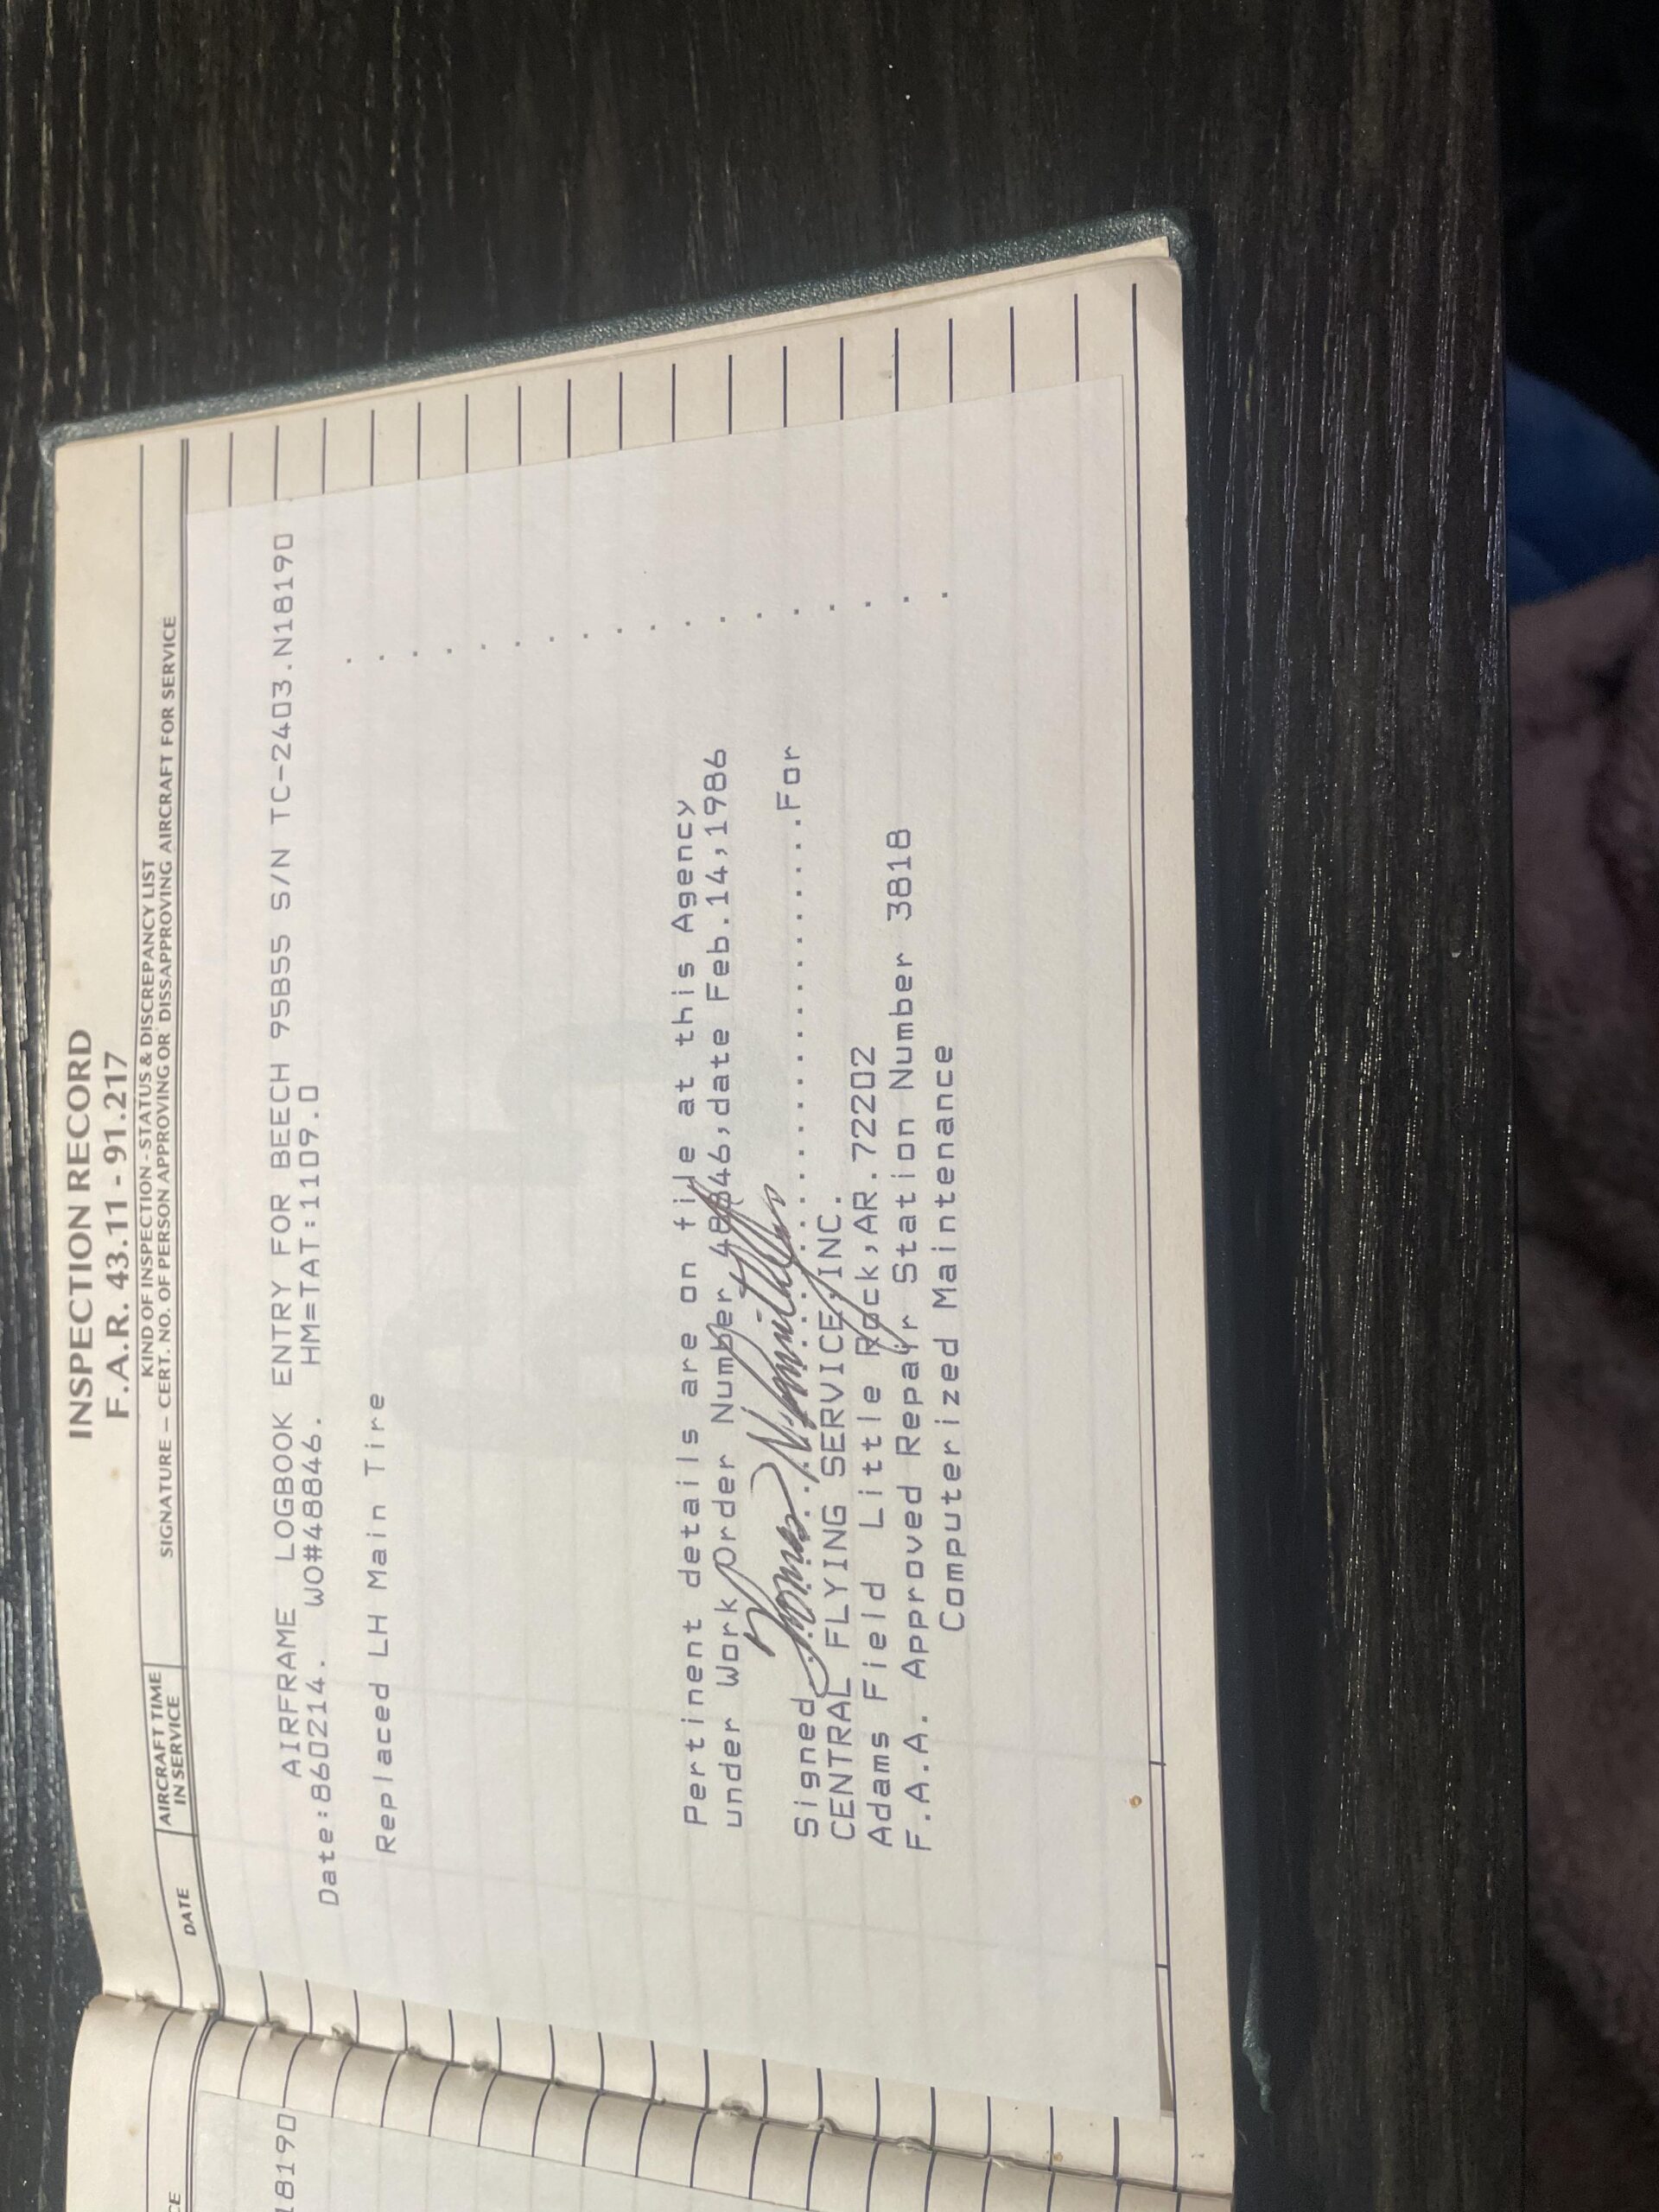 INSPECTION RECORD
F.A.R. 43.11 - 91.217
DATE
AIRCRAFT TIME
IN SERVICE
KIND OF INSPECTION - STATUS & DISCREPANCY LIST
SIGNATURE — CERT. NO. OF PERSON APPROVING OR DISAPPROVING AIRCRAFT FOR SERVICE
AIRFRAME LOGBOOK ENTRY FOR BEECH 95B55 S/N TC-2403.N18190
Date:860214. WO#48846. HM=TAT:1109.0
Replaced LH Main Tire
Pertinent details are on file at this Agency
under Work Order Number 48846,date Feb.14,1986
Signed..............................For
CENTRAL FLYING SERVICE,INC.
Adams Field Little Rock,AR.72202
F.A.A. Approved Repair Station Number 3818
Computerized Maintenance
CE
18190